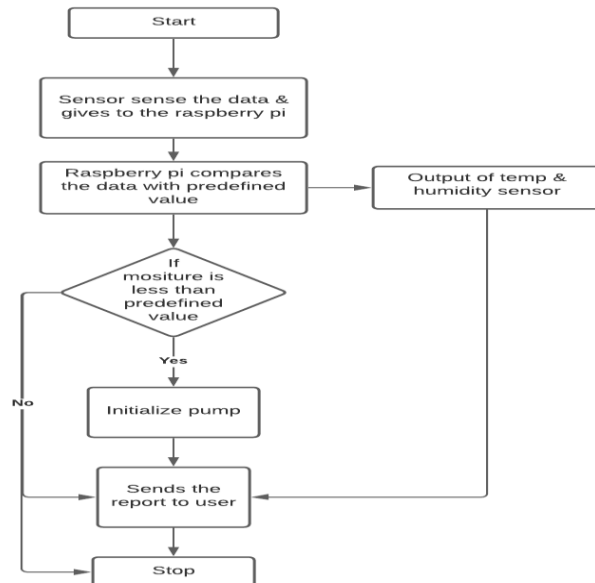 Start
Sensor sense the data &
gives to the raspberry pi
Raspberry pi compares
the data with predefined
value
Output of temp &
humidity sensor
If
mositure is
less than
predefined
value
Yes
No
Initialize pump
Sends the
report to user
Stop